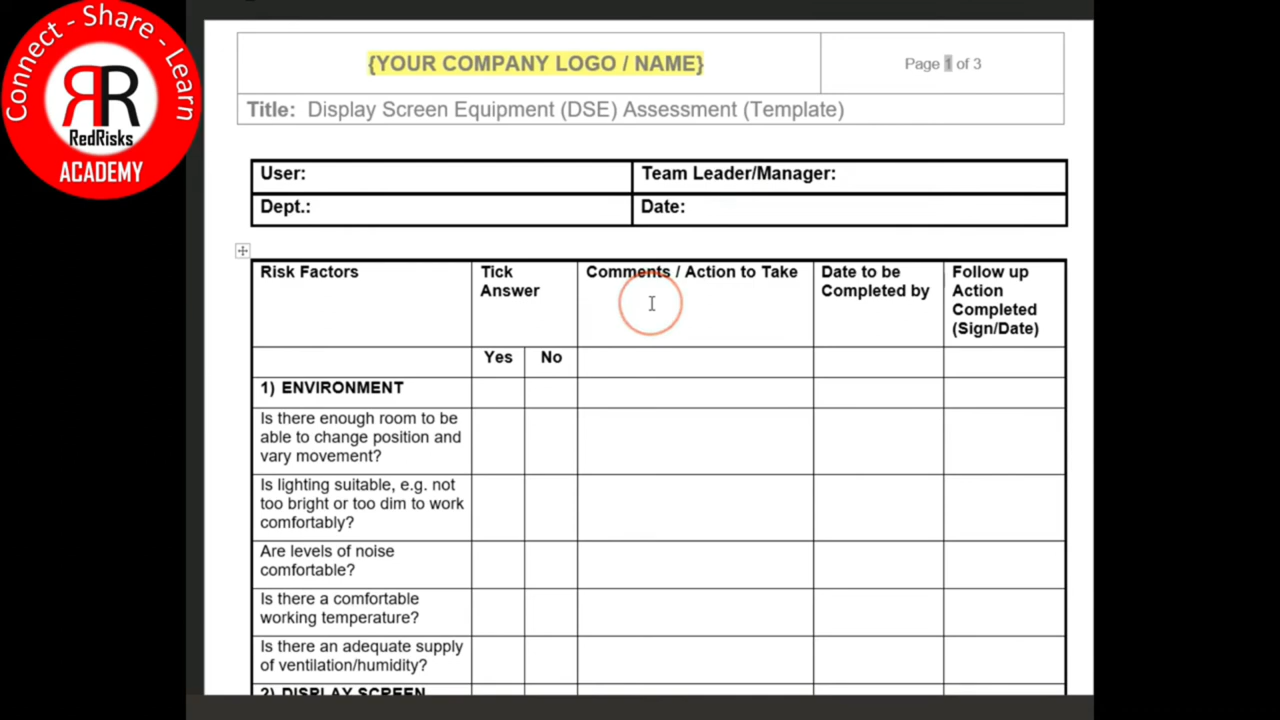 Connect - Share - Learn
RR
RedRisks
ACADEMY
{YOUR COMPANY LOGO / NAME}
Page 1 of 3
Title: Display Screen Equipment (DSE) Assessment (Template)
User:
Team Leader/Manager:
Dept.:
Date:
Risk Factors
Tick
Answer
Comments / Action to Take
Date to be
Completed by
Follow up
Action
Completed
(Sign/Date)
Yes
No
1) ENVIRONMENT
Is there enough room to be
able to change position and
vary movement?
Is lighting suitable, e.g. not
too bright or too dim to work
comfortably?
Are levels of noise
comfortable?
Is there a comfortable
working temperature?
Is there an adequate supply
of ventilation/humidity?
2) DISPLAY SCREEN